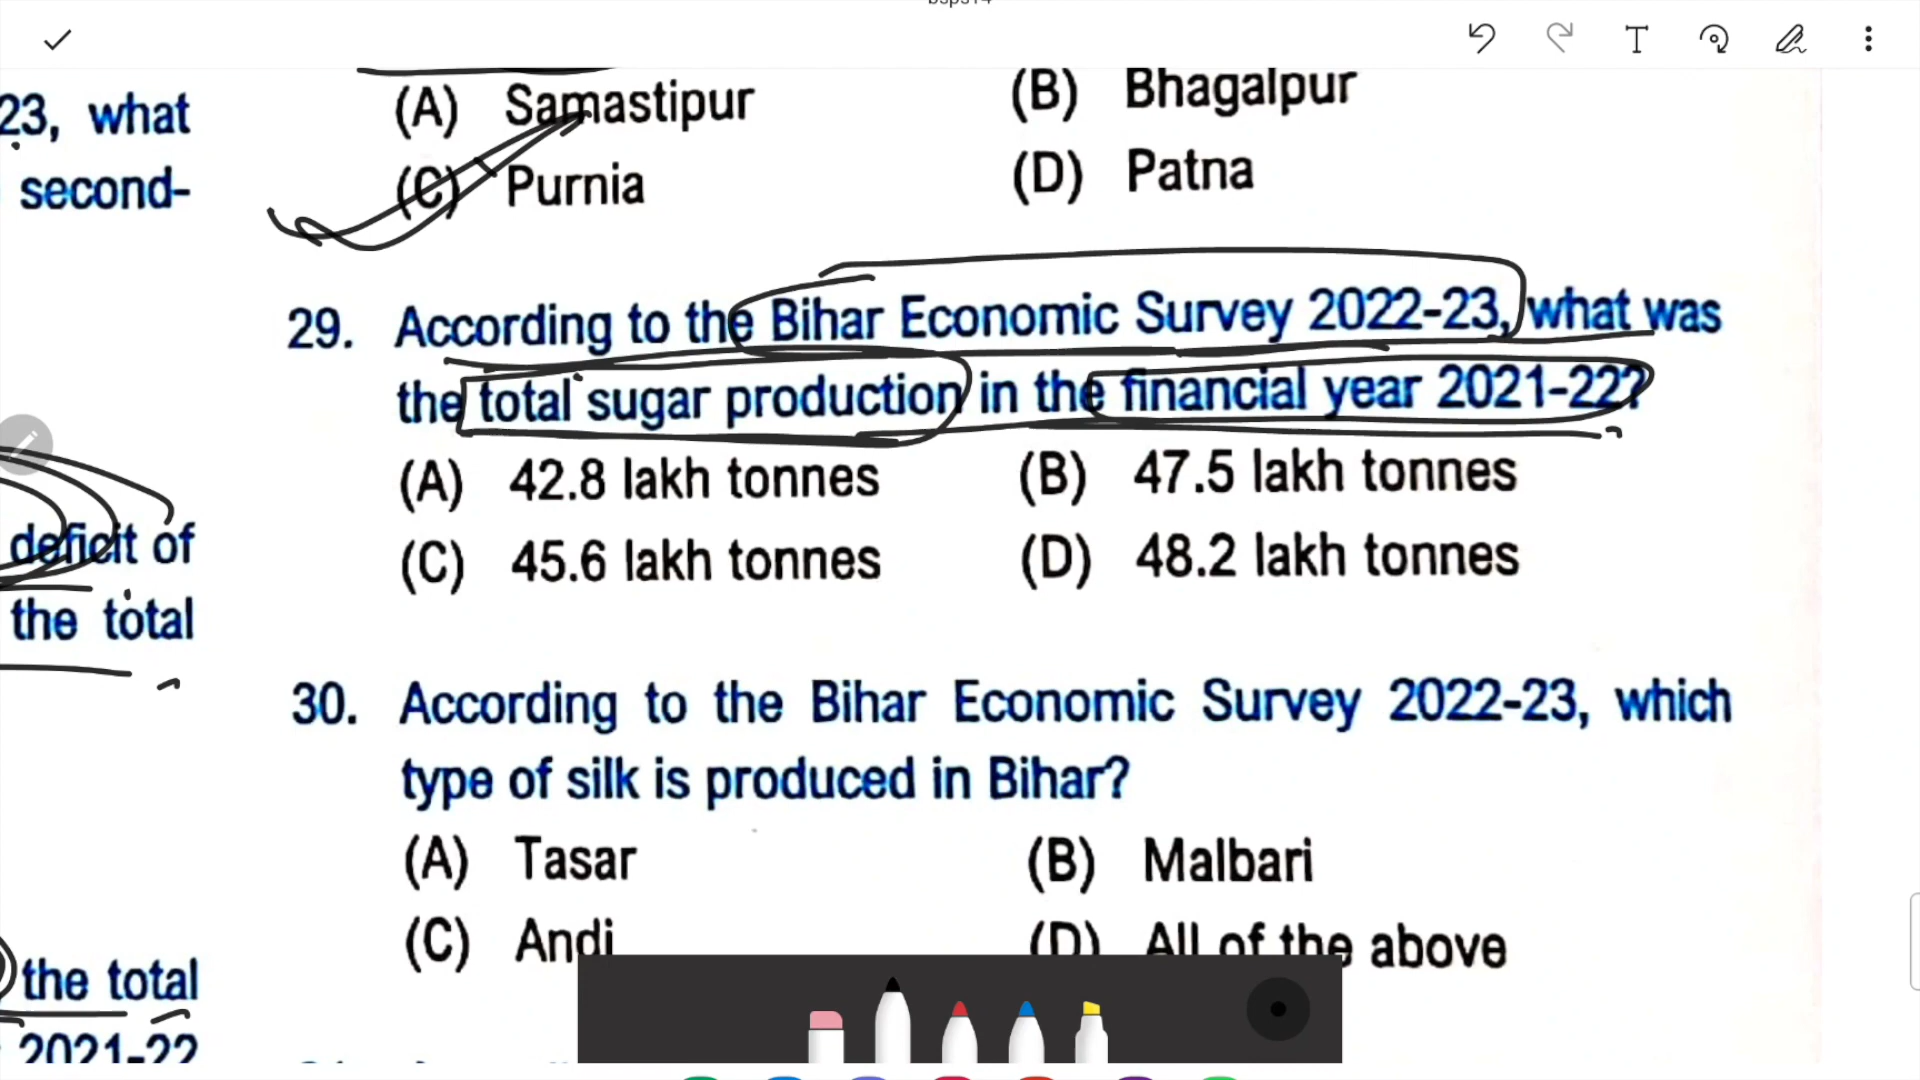 23, what
second-
deficit of
the total
the total
2021-22
(A) Samastipur (B) Bhagalpur
(C) Purnia (D) Patna
29. According to the Bihar Economic Survey 2022-23, what was
the total sugar production in the financial year 2021-22?
(A) 42.8 lakh tonnes (B) 47.5 lakh tonnes
(C) 45.6 lakh tonnes (D) 48.2 lakh tonnes
30. According to the Bihar Economic Survey 2022-23, which
type of silk is produced in Bihar?
(A) Tasar (B) Malbari
(C) Andi (D) All of the above